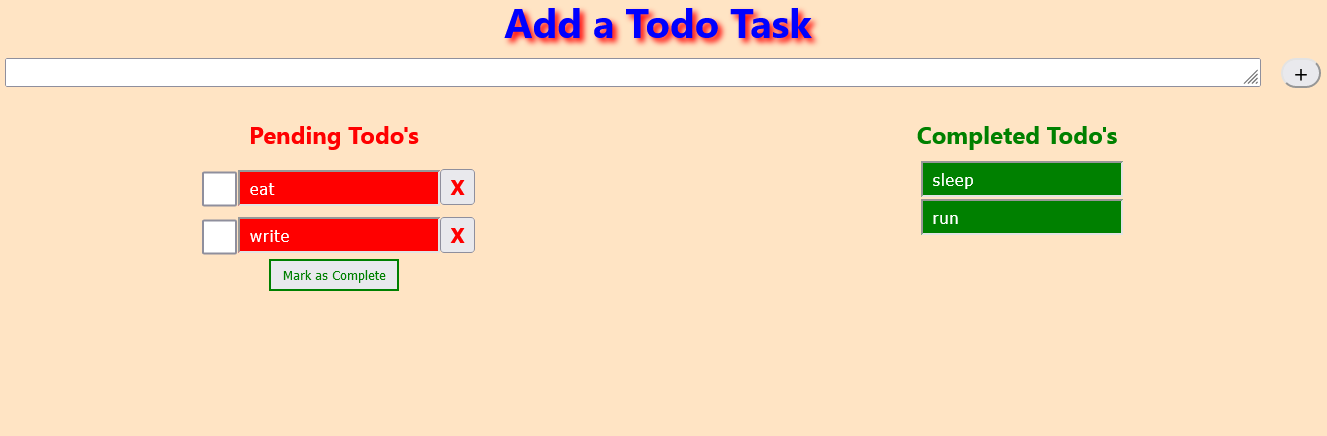 Add a Todo Task
+
Pending Todo's
eat X
write X
Mark as Complete
Completed Todo's
sleep
run